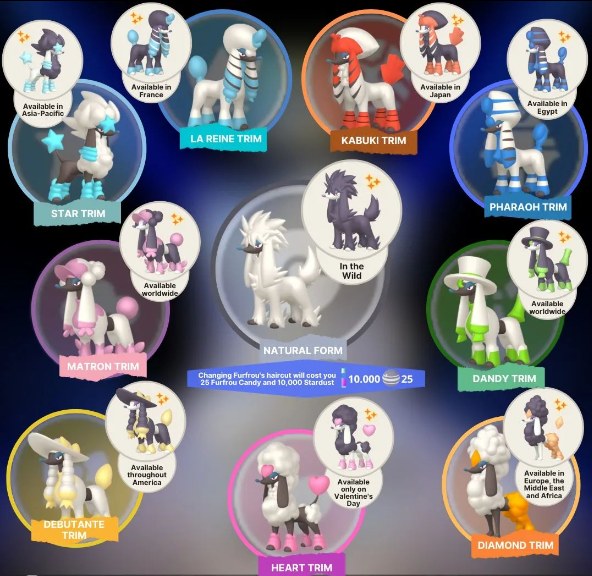 Available in
Asia-Pacific
STAR TRIM
Available in
France
LA REINE TRIM
Available in
Japan
KABUKI TRIM
Available in
Egypt
PHARAOH TRIM
Available
worldwide
MATRON TRIM
In the
Wild
NATURAL FORM
Changing Furfrou's haircut will cost you
25 Furfrou Candy and 10,000 Stardust
10.000
25
Available
worldwide
DANDY TRIM
Available
throughout
America
DEBUTANTE
TRIM
Available
only on
Valentine's
Day
HEART TRIM
Available in
Europe, the
Middle East
and Africa
DIAMOND TRIM